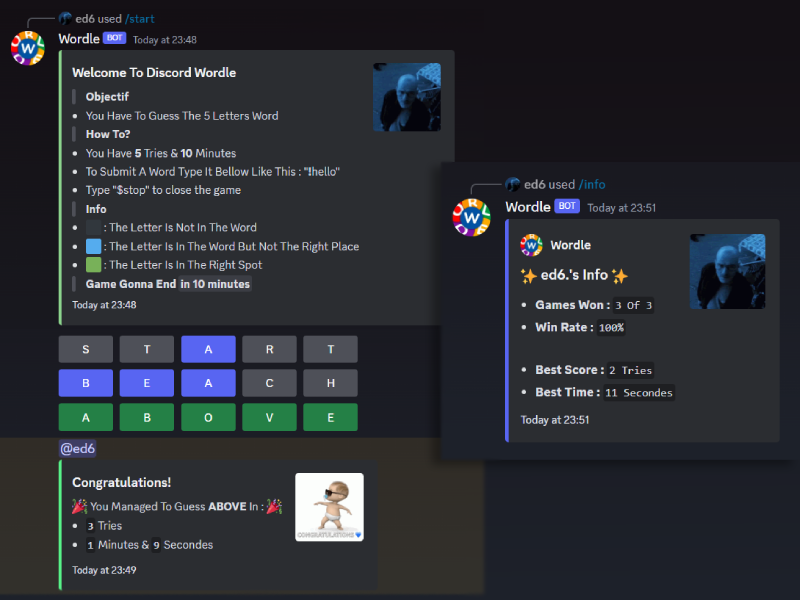 ed6 used /start
Wordle BOT Today at 23:48
Welcome To Discord Wordle
Objectif
You Have To Guess The 5 Letters Word
How To?
You Have 5 Tries & 10 Minutes
To Submit A Word Type It Bellow Like This : "!hello"
Type "$stop" to close the game
Info
: The Letter Is Not In The Word
: The Letter Is In The Word But Not The Right Place
: The Letter Is In The Right Spot
Game Gonna End in 10 minutes
Today at 23:48
S T A R T
B E A C H
A B O V E
@ed6
Congratulations!
You Managed To Guess ABOVE In :
3 Tries
1 Minutes & 9 Secondes
Today at 23:49
CONGRATULATIONS
ed6 used /info
Wordle BOT Today at 23:51
Wordle
ed6.'s Info
Games Won : 3 Of 3
Win Rate : 100%
Best Score : 2 Tries
Best Time : 11 Secondes
Today at 23:51